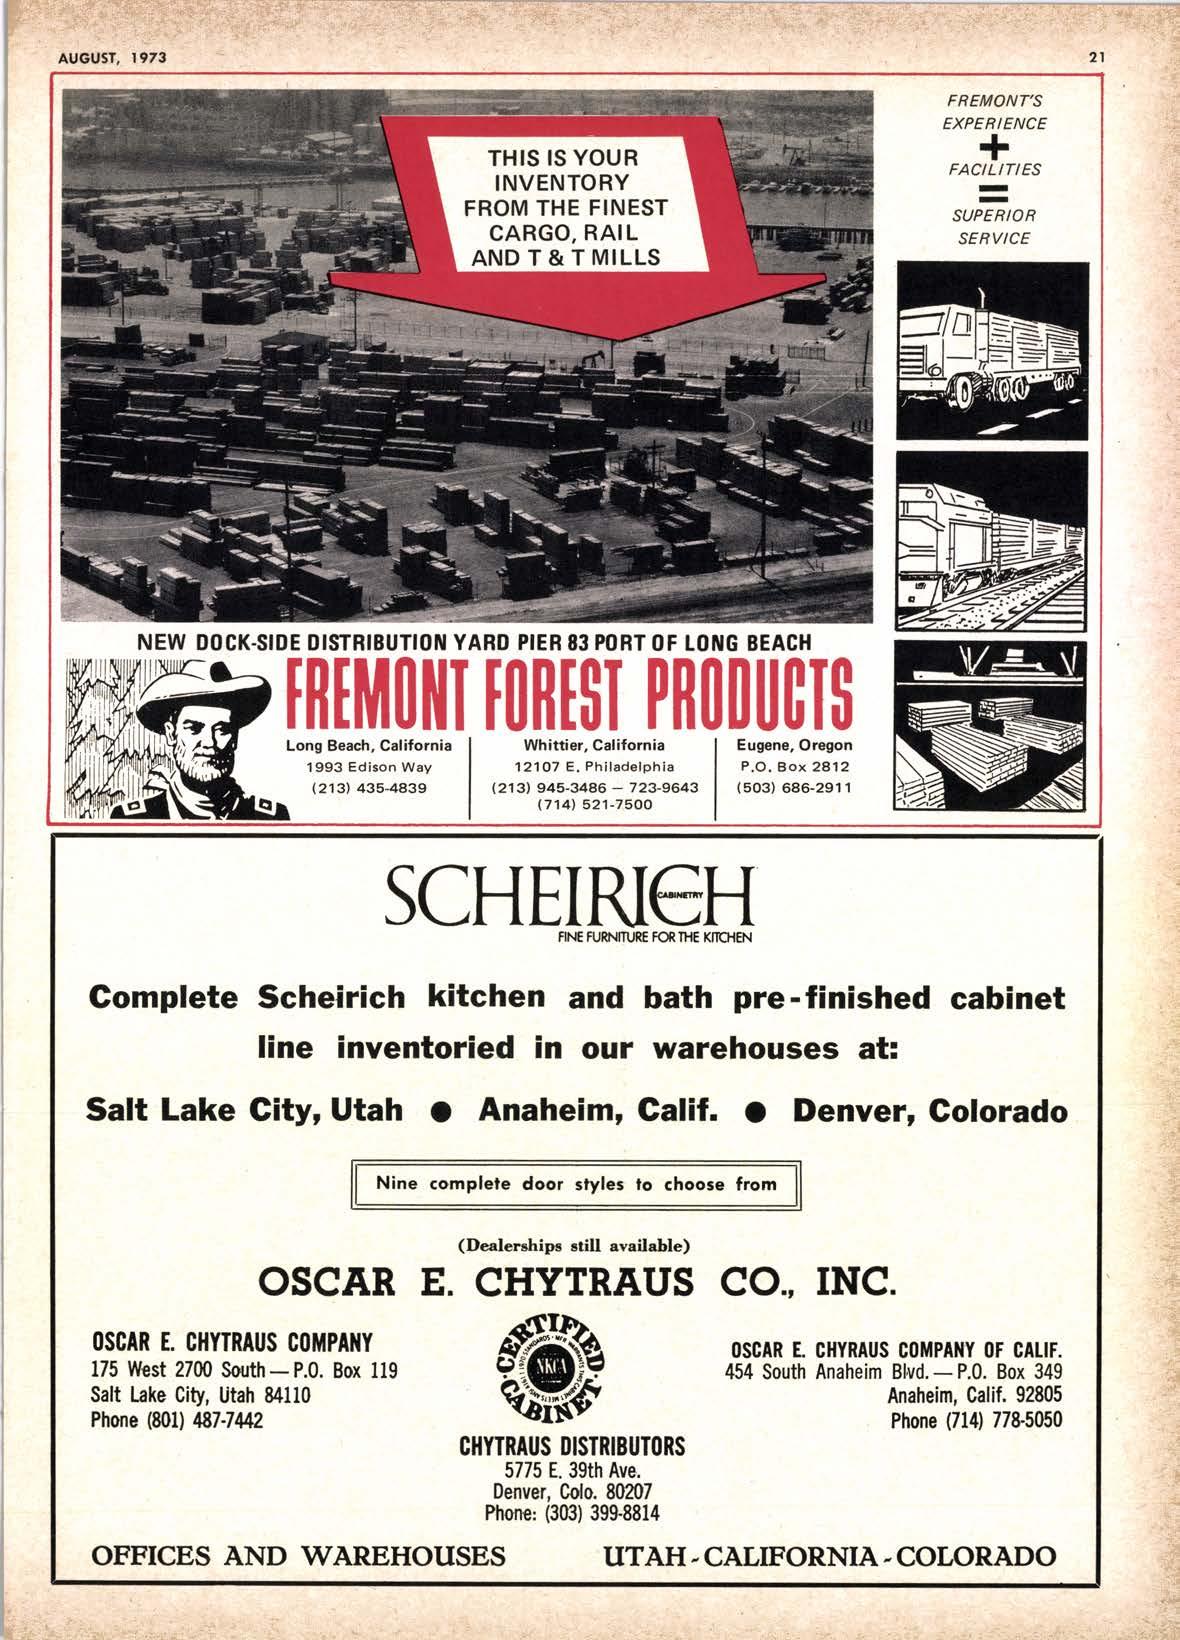 AUGUST, 1973
21
THIS IS YOUR
INVENTORY
FROM THE FINEST
CARGO, RAIL
AND T & T MILLS
FREMONT'S
EXPERIENCE
+
FACILITIES
=
SUPERIOR
SERVICE
NEW DOCK-SIDE DISTRIBUTION YARD PIER 83 PORT OF LONG BEACH
FREMONT FOREST PRODUCTS
Long Beach, California
1993 Edison Way
(213) 435-4839
Whittier, California
12107 E. Philadelphia
(213) 945-3486 — 723-9643
(714) 521-7500
Eugene, Oregon
P.O. Box 2812
(503) 686-2911
SCHEIRICH
CABINETRY
FINE FURNITURE FOR THE KITCHEN
Complete Scheirich kitchen and bath pre-finished cabinet
line inventoried in our warehouses at:
Salt Lake City, Utah ● Anaheim, Calif. ● Denver, Colorado
Nine complete door styles to choose from
(Dealerships still available)
OSCAR E. CHYTRAUS CO., INC.
OSCAR E. CHYTRAUS COMPANY
175 West 2700 South — P.O. Box 119
Salt Lake City, Utah 84110
Phone (801) 487-7442
CERTIFIED
NKCA
CABINET
OSCAR E. CHYRAUS COMPANY OF CALIF.
454 South Anaheim Blvd. — P.O. Box 349
Anaheim, Calif. 92805
Phone (714) 778-5050
CHYTRAUS DISTRIBUTORS
5775 E. 39th Ave.
Denver, Colo. 80207
Phone: (303) 399-8814
OFFICES AND WAREHOUSES UTAH - CALIFORNIA - COLORADO